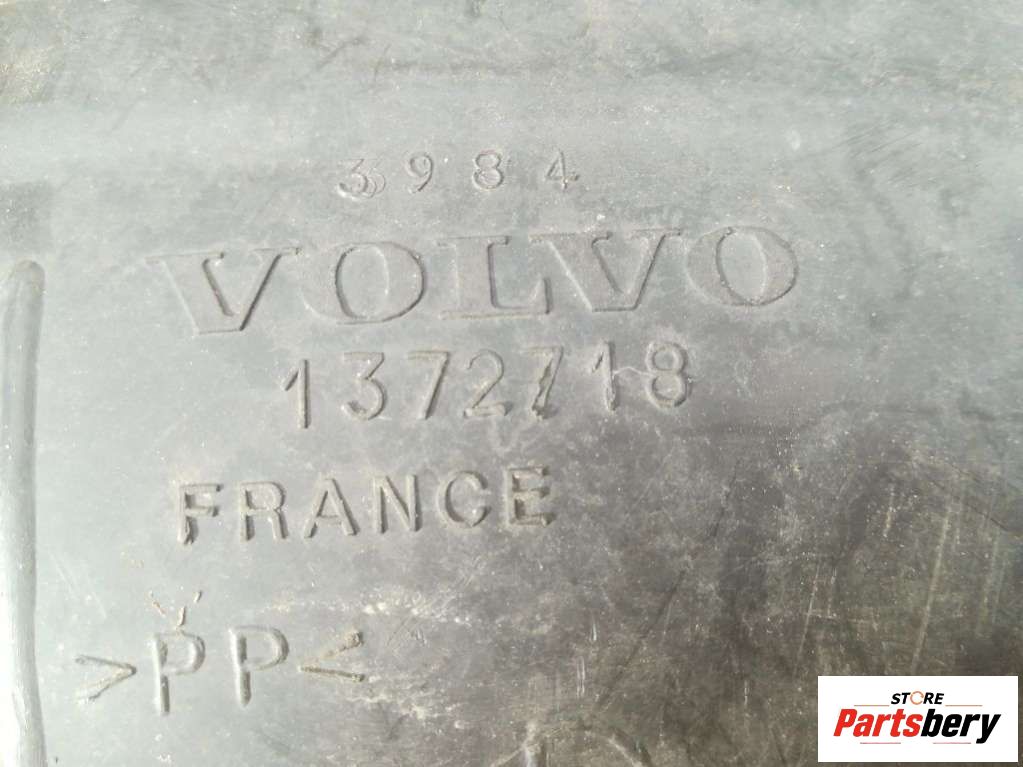 3984
VOLVO
1372718
FRANCE
>PP<
STORE
Partsbery